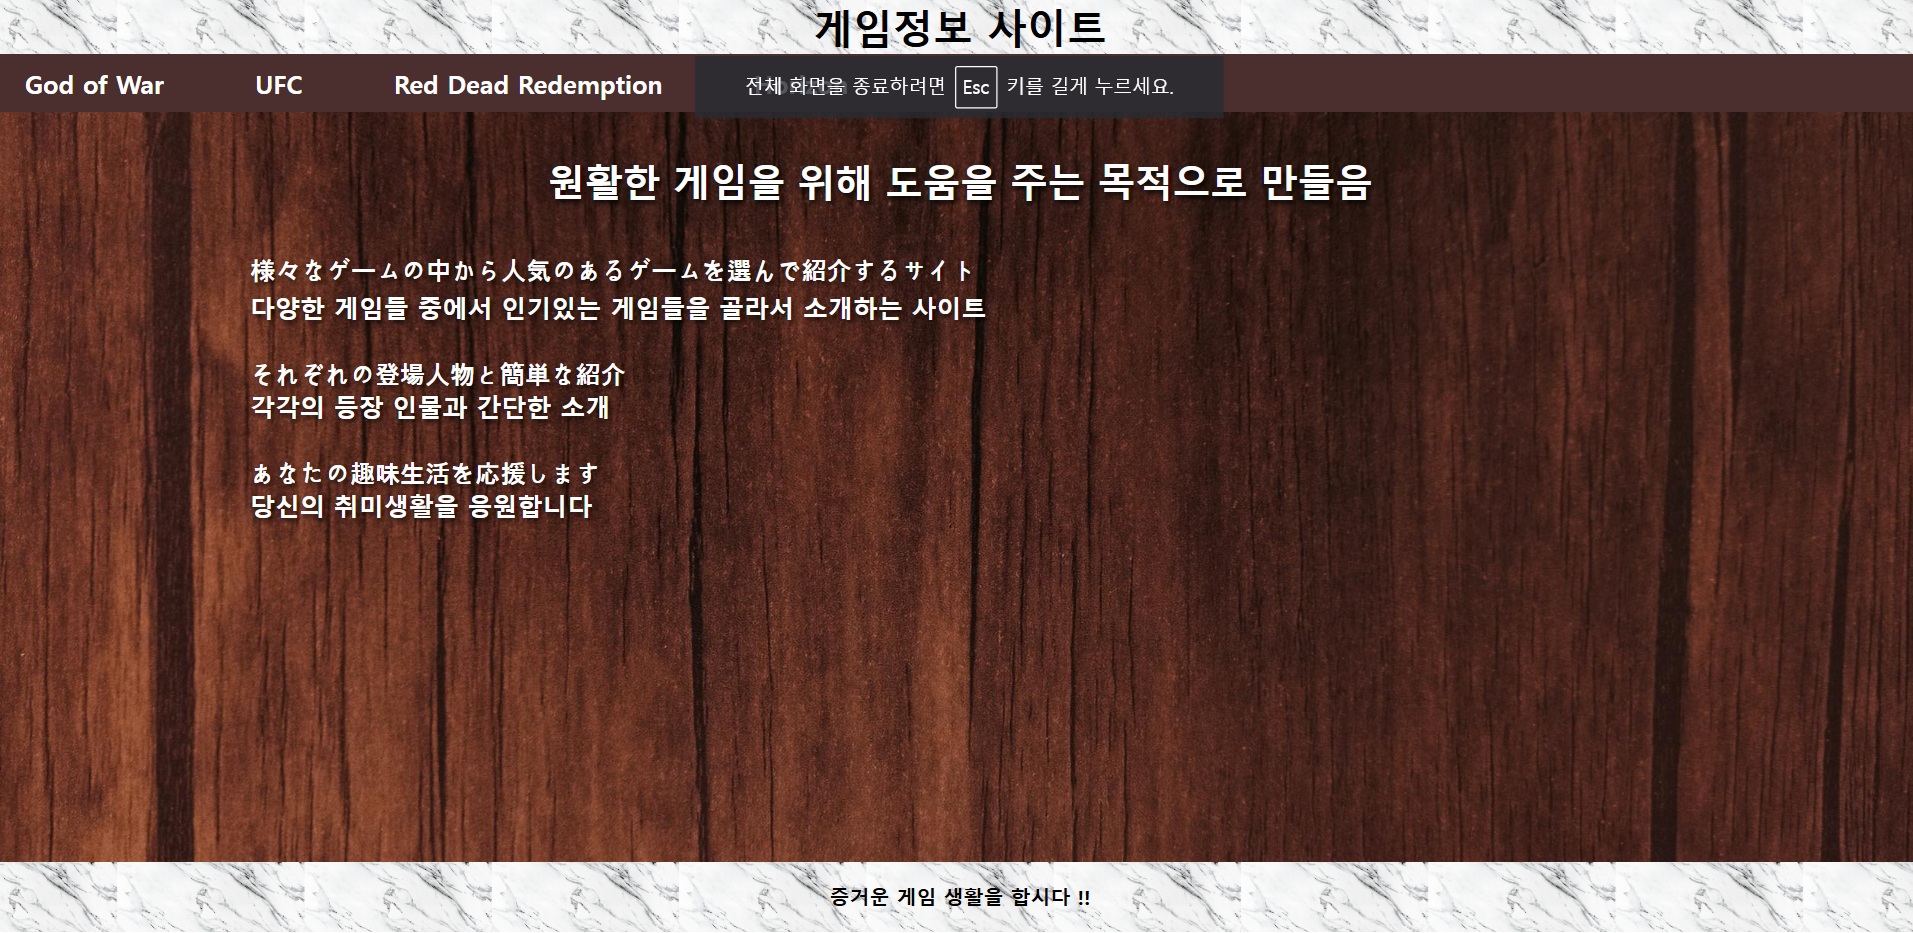 게임정보 사이트
God of War UFC Red Dead Redemption
전체 화면을 종료하려면 Esc 키를 길게 누르세요.
원활한 게임을 위해 도움을 주는 목적으로 만들음
様々なゲームの中から人気のあるゲームを選んで紹介するサイト
다양한 게임들 중에서 인기있는 게임들을 골라서 소개하는 사이트
それぞれの登場人物と簡単な紹介
각각의 등장 인물과 간단한 소개
あなたの趣味生活を応援します
당신의 취미생활을 응원합니다
증거운 게임 생활을 합시다 !!